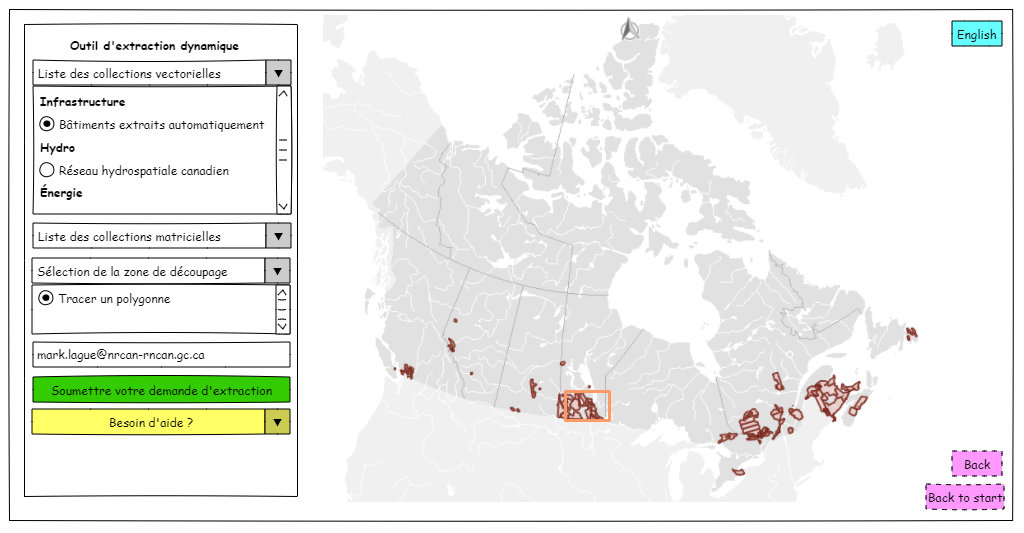 Outil d'extraction dynamique
Liste des collections vectorielles
Infrastructure
Bâtiments extraits automatiquement
Hydro
Réseau hydrospatiale canadien
Énergie
Liste des collections matricielles
Sélection de la zone de découpage
Tracer un polygonne
mark.lague@nrcan-rncan.gc.ca
Soumettre votre demande d'extraction
Besoin d'aide ?
English
Back
Back to start